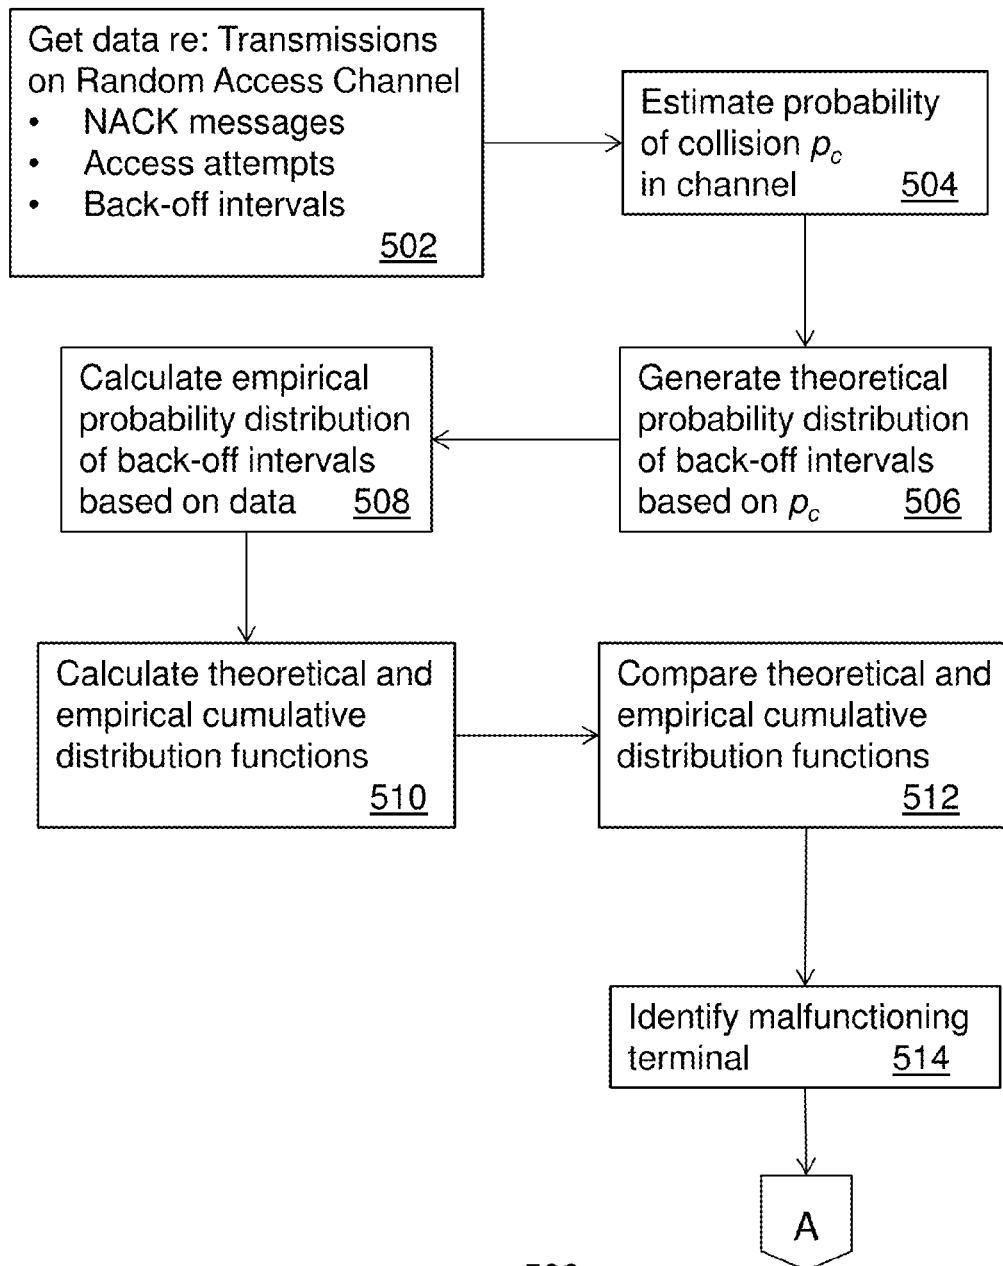 Get data re: Transmissions
on Random Access Channel
• NACK messages
• Access attempts
• Back-off intervals
502
Estimate probability
of collision pc
in channel 504
Generate theoretical
probability distribution
of back-off intervals
based on pc 506
Calculate empirical
probability distribution
of back-off intervals
based on data 508
Calculate theoretical and
empirical cumulative
distribution functions
510
Compare theoretical and
empirical cumulative
distribution functions
512
Identify malfunctioning
terminal 514
A